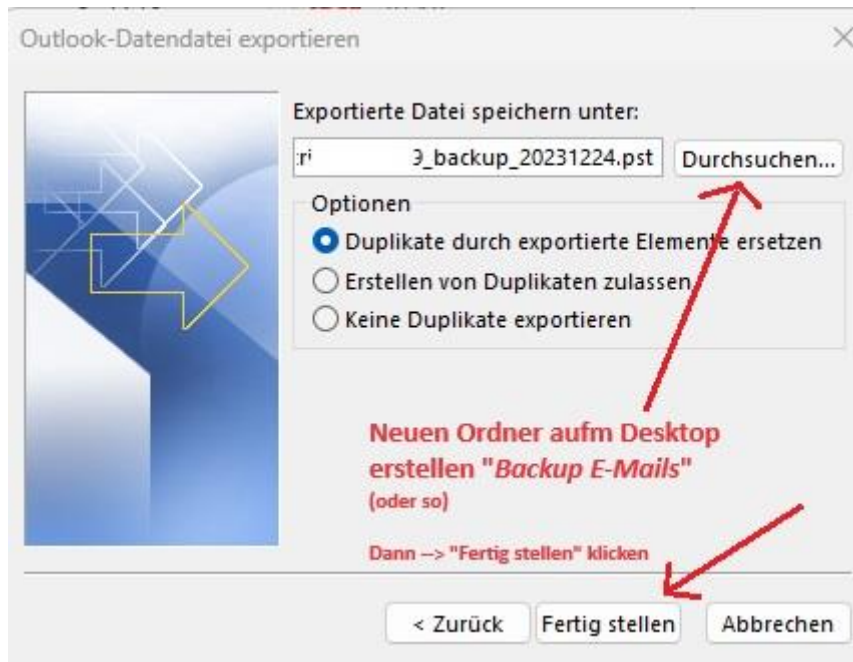 Outlook-Datendatei exportieren
Exportierte Datei speichern unter:
9_backup_20231224.pst Durchsuchen...
Optionen
Duplikate durch exportierte Elemente ersetzen
Erstellen von Duplikaten zulassen
Keine Duplikate exportieren
Neuen Ordner aufm Desktop
erstellen "Backup E-Mails"
(oder so)
Dann --> "Fertig stellen" klicken
< Zurück Fertig stellen Abbrechen